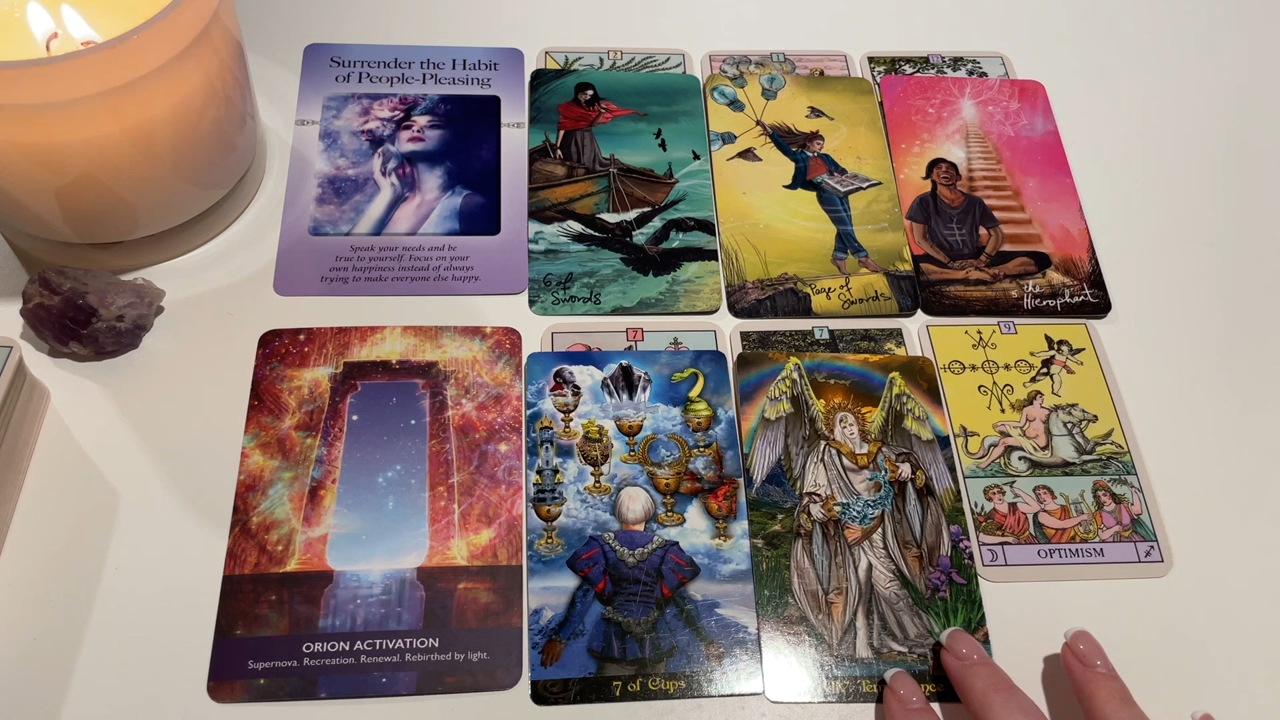 Surrender the Habit
of People-Pleasing
Speak your needs and be
true to yourself. Focus on your
own happiness instead of always
trying to make everyone else happy.
2
6 of
Swords
1
Page of
Swords
5 the
Hierophant
ORION ACTIVATION
Supernova. Recreation. Renewal. Rebirthed by light.
7
7 of Cups
7
9
OPTIMISM